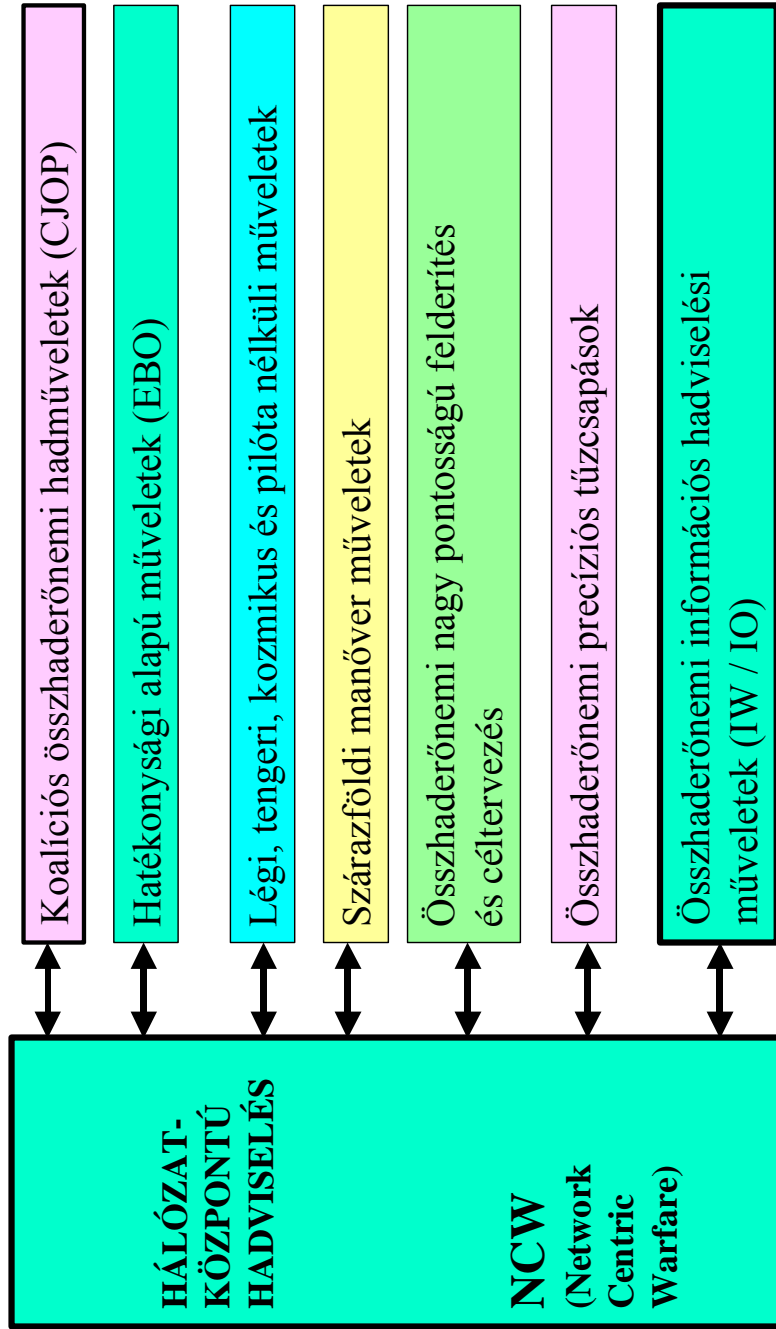 HÁLÓZAT-
KÖZPONTÚ
HADVISELÉS
NCW
(Network
Centric
Warfare)
Koalíciós összhaderőnemi hadműveletek (CJOP)
Hatékonysági alapú műveletek (EBO)
Légi, tengeri, kozmikus és pilóta nélküli műveletek
Szárazföldi manőver műveletek
Összhaderőnemi nagy pontosságú felderítés
és céltervezés
Összhaderőnemi precíziós tűzcsapások
Összhaderőnemi információs hadviselési
műveletek (IW / IO)